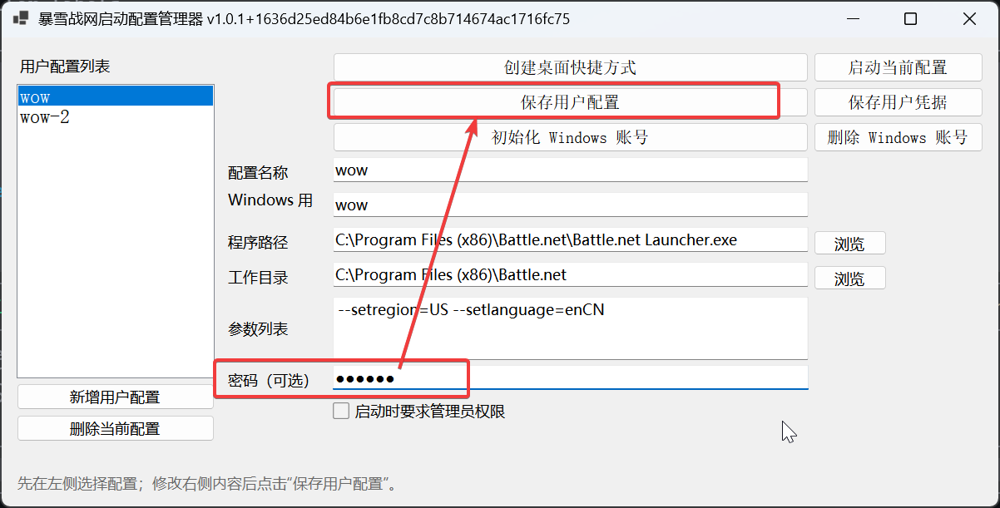 暴雪战网启动配置管理器 v1.0.1+1636d25ed84b6e1fb8cd7c8b714674ac1716fc75
用户配置列表
wow
wow-2
新增用户配置
删除当前配置
创建桌面快捷方式
启动当前配置
保存用户配置
保存用户凭据
初始化 Windows 账号
删除 Windows 账号
配置名称
wow
Windows 用
wow
程序路径
C:\Program Files (x86)\Battle.net\Battle.net Launcher.exe
浏览
工作目录
C:\Program Files (x86)\Battle.net
浏览
参数列表
--setregion=US --setlanguage=enCN
密码（可选）
●●●●●●
启动时要求管理员权限
先在左侧选择配置；修改右侧内容后点击“保存用户配置”。